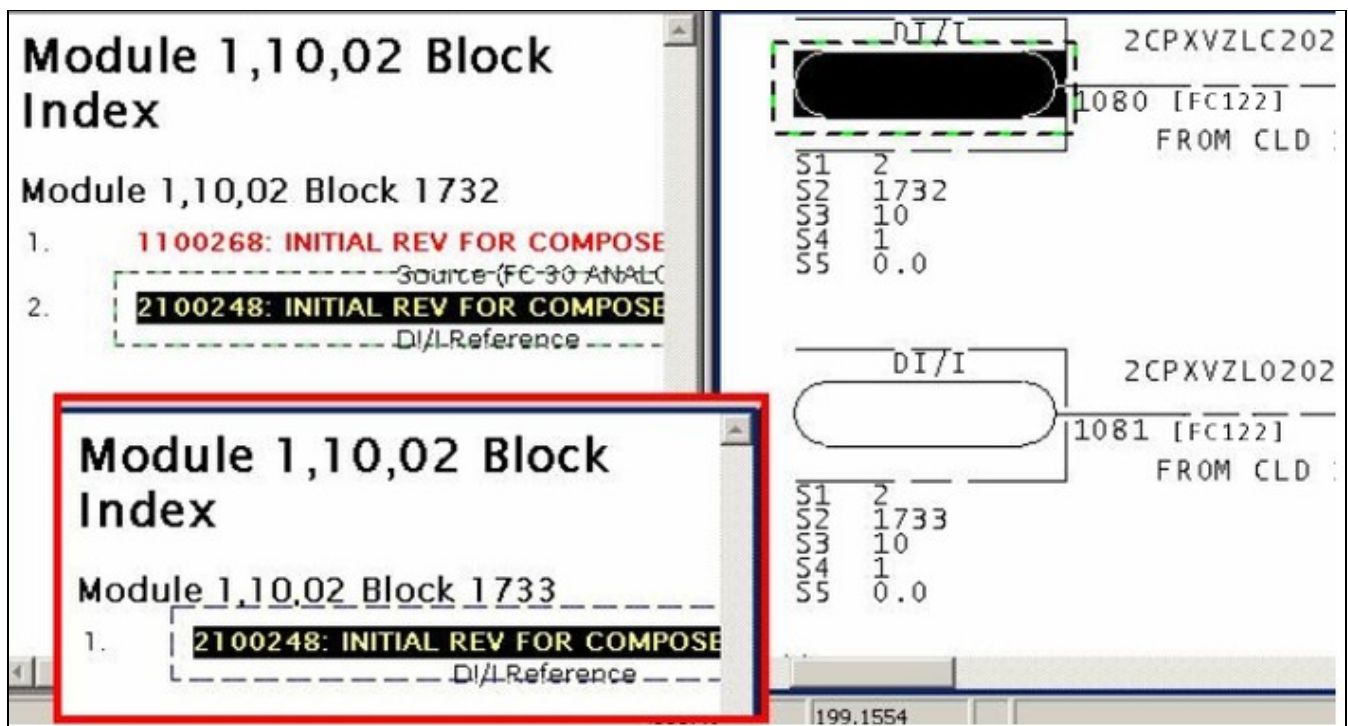 Module 1,10,02 Block
Index
Module 1,10,02 Block 1732
1. 1100268: INITIAL REV FOR COMPOSE
Source (FC 30 ANALO
2. 2100248: INITIAL REV FOR COMPOSE
DI/I Reference
Module 1,10,02 Block
Index
Module 1,10,02 Block 1733
1. 2100248: INITIAL REV FOR COMPOSE
DI/I Reference
DI/I
2CPXVZLC202
1080 [FC122]
FROM CLD
S1 2
S2 1732
S3 10
S4 1
S5 0.0
DI/I
2CPXVZL0202
1081 [FC122]
FROM CLD
S1 2
S2 1733
S3 10
S4 1
S5 0.0
199,1554